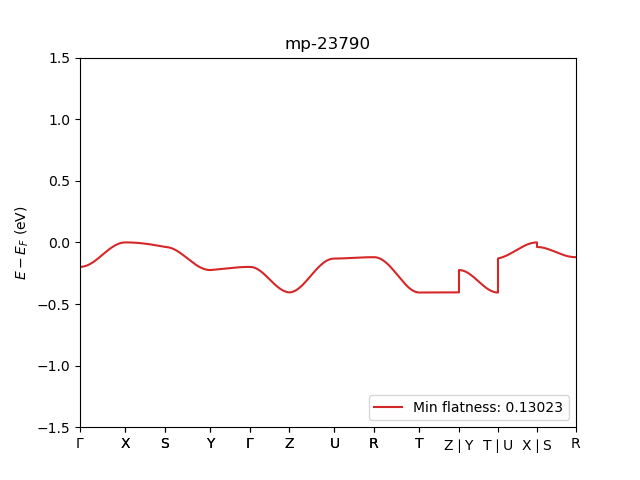 mp-23790
E − E_F (eV)
1.5
1.0
0.5
0.0
−0.5
−1.0
−1.5
Min flatness: 0.13023
Γ X S Y Γ Z U R T Z | Y T | U X | S R